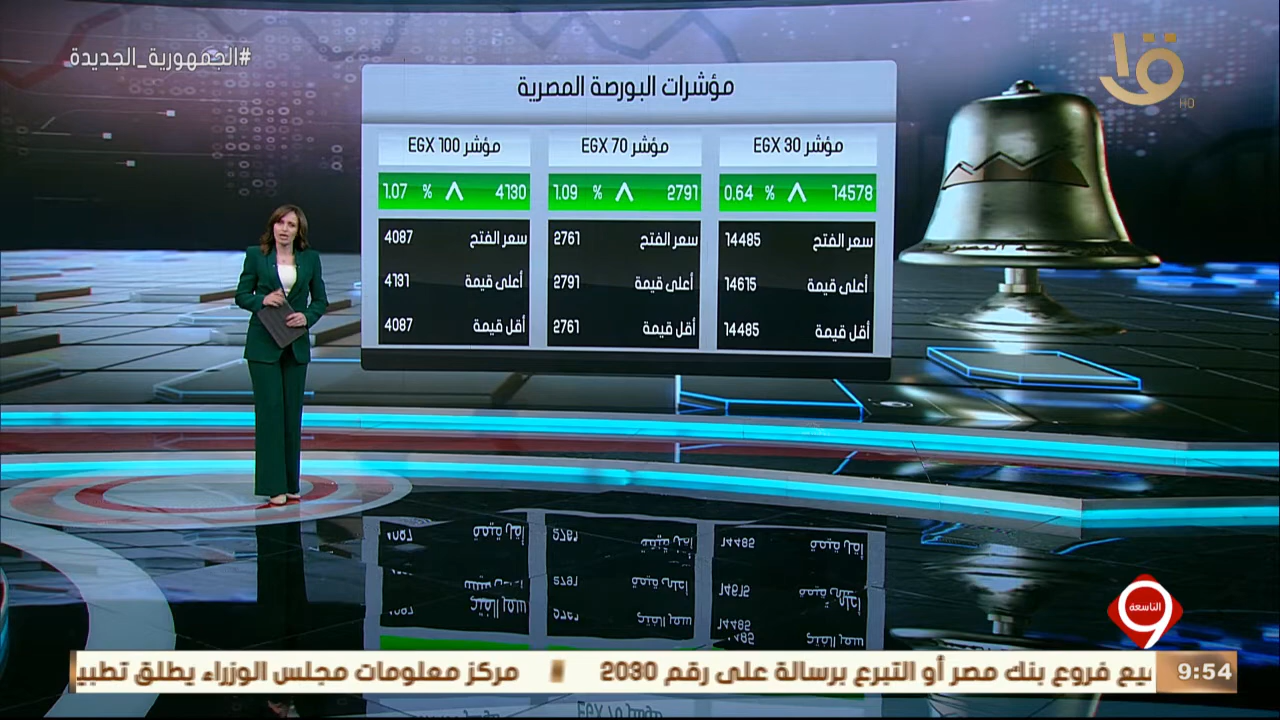 #الجمهورية_الجديدة
HD
مؤشرات البورصة المصرية
مؤشر EGX 30
14578 % 0.64
سعر الفتح 14485
أعلى قيمة 14615
أقل قيمة 14485
مؤشر EGX 70
2791 % 1.09
سعر الفتح 2761
أعلى قيمة 2791
أقل قيمة 2761
مؤشر EGX 100
4130 % 1.07
سعر الفتح 4087
أعلى قيمة 4131
أقل قيمة 4087
التاسعة
9
9:54
يع فروع بنك مصر أو التبرع برسالة على رقم 2030 مركز معلومات مجلس الوزراء يطلق تطبي